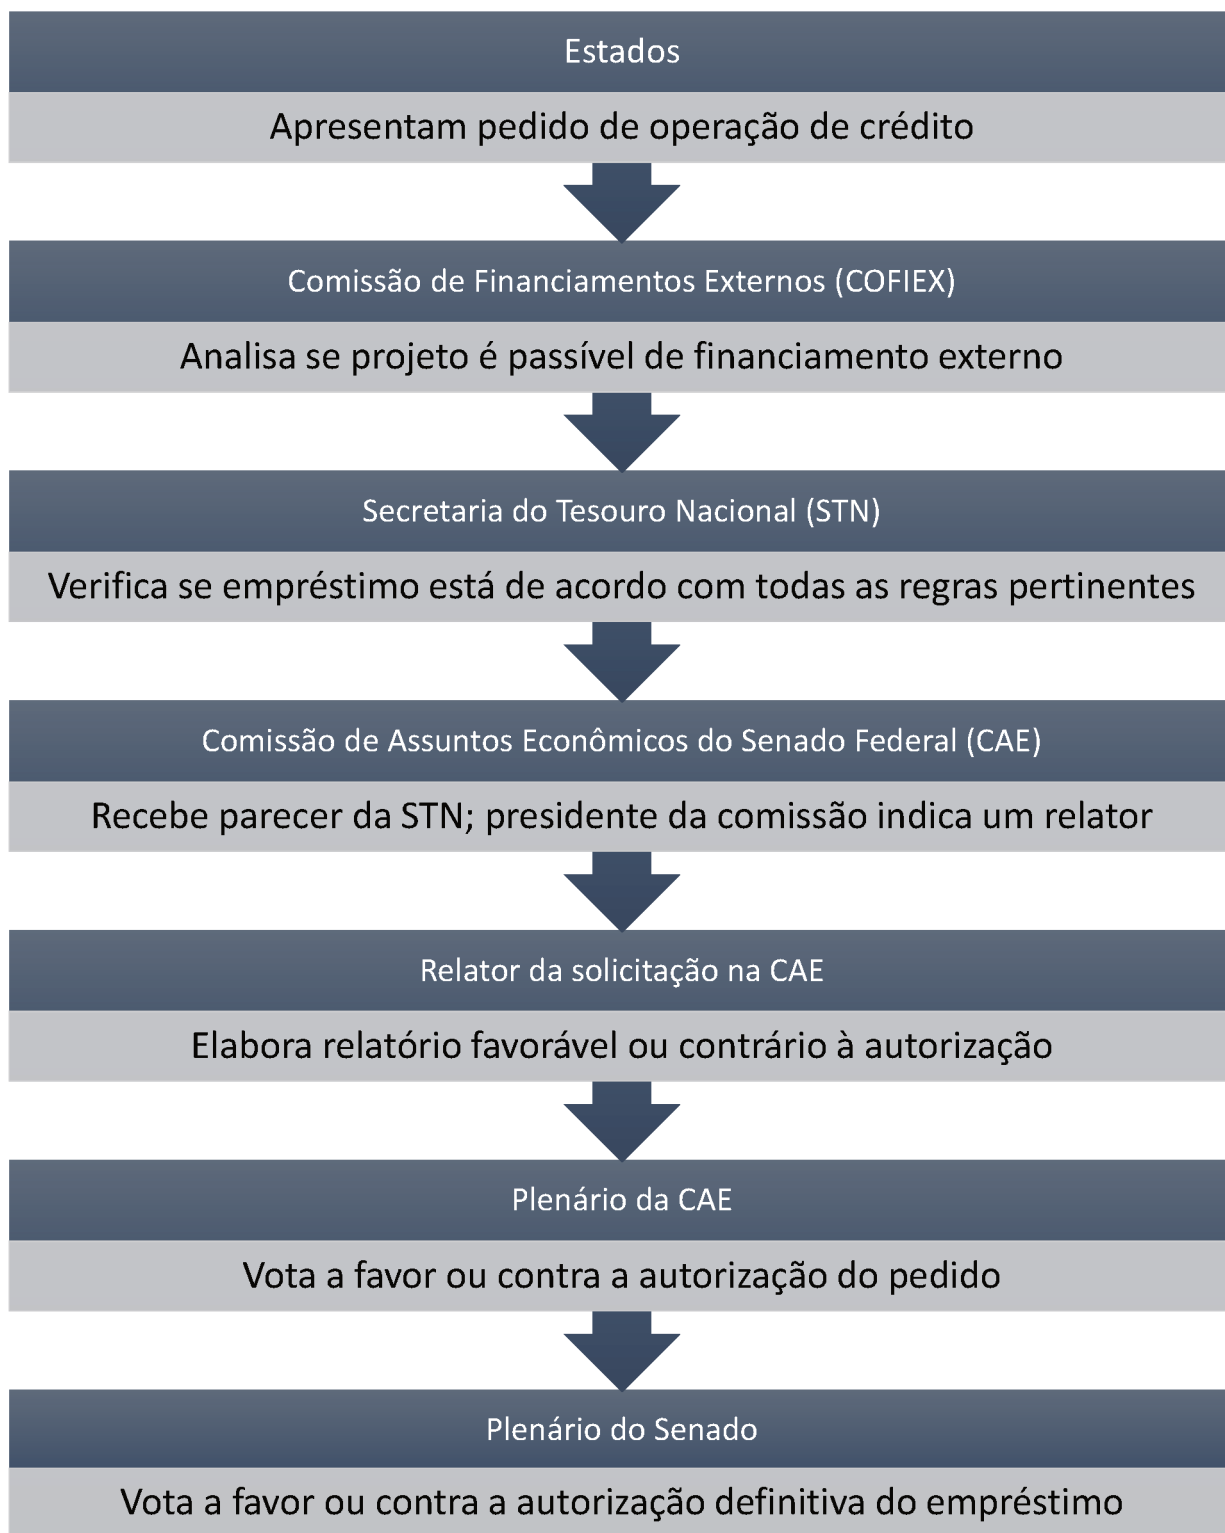 Estados
Apresentam pedido de operação de crédito
Comissão de Financiamentos Externos (COFIEX)
Analisa se projeto é passível de financiamento externo
Secretaria do Tesouro Nacional (STN)
Verifica se empréstimo está de acordo com todas as regras pertinentes
Comissão de Assuntos Econômicos do Senado Federal (CAE)
Recebe parecer da STN; presidente da comissão indica um relator
Relator da solicitação na CAE
Elabora relatório favorável ou contrário à autorização
Plenário da CAE
Vota a favor ou contra a autorização do pedido
Plenário do Senado
Vota a favor ou contra a autorização definitiva do empréstimo